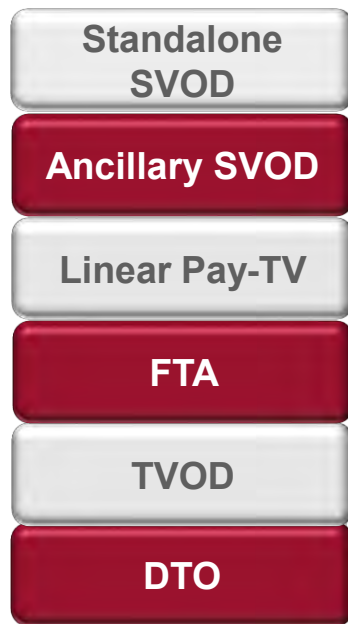 Standalone
SVOD
Ancillary SVOD
Linear Pay-TV
FTA
TVOD
DTO